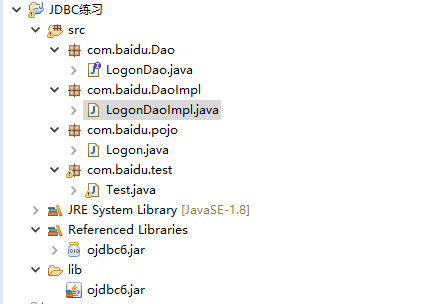 JDBC练习
src
com.baidu.Dao
LogonDao.java
com.baidu.DaoImpl
LogonDaoImpl.java
com.baidu.pojo
Logon.java
com.baidu.test
Test.java
JRE System Library [JavaSE-1.8]
Referenced Libraries
ojdbc6.jar
lib
ojdbc6.jar